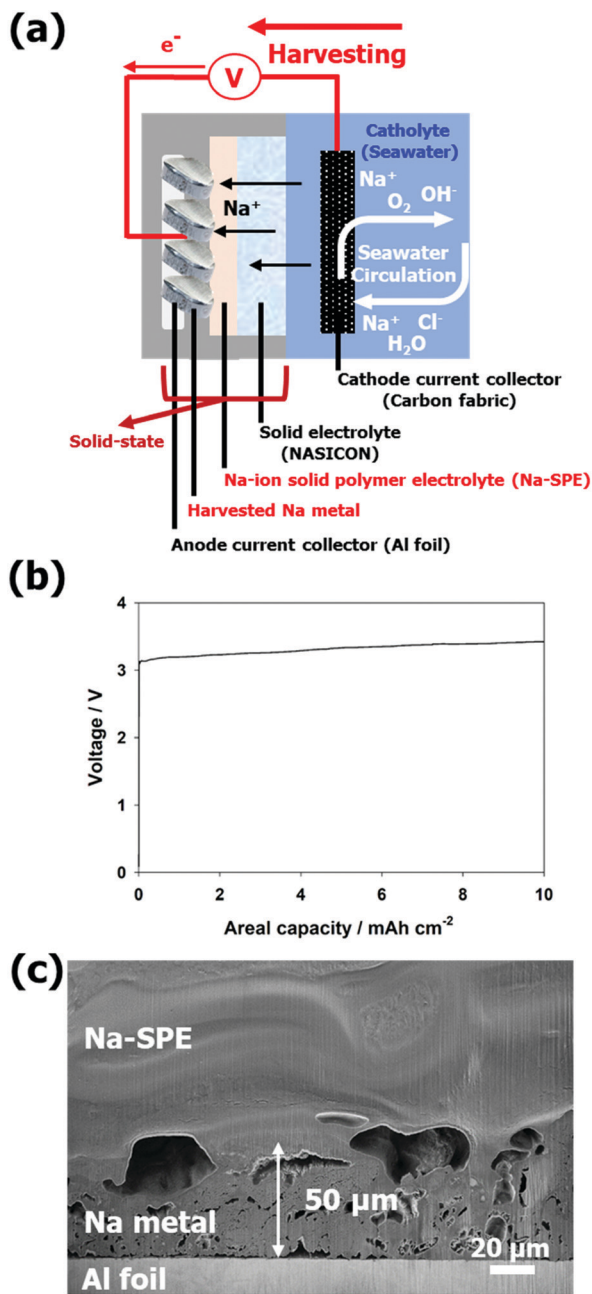 (a)
e-
Harvesting
V
Catholyte
(Seawater)
Na+
O2 OH-
Na+
Seawater
Circulation
Na+ Cl-
H2O
Cathode current collector
(Carbon fabric)
Solid-state
Solid electrolyte
(NASICON)
Na-ion solid polymer electrolyte (Na-SPE)
Harvested Na metal
Anode current collector (Al foil)
(b)
4
3
2
1
0
Voltage / V
0 2 4 6 8 10
Areal capacity / mAh cm-2
(c)
Na-SPE
50 μm
Na metal
20 μm
Al foil